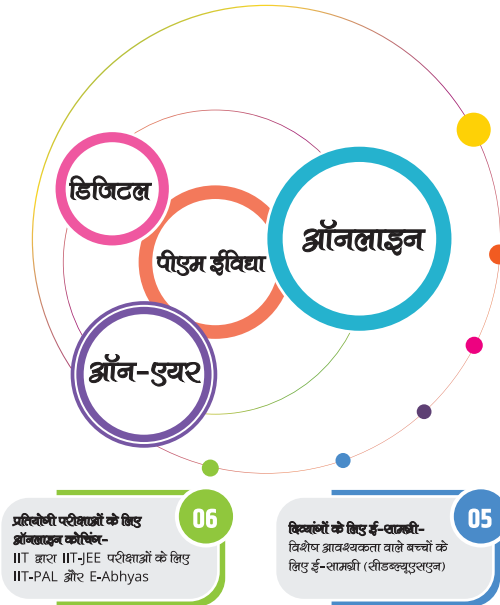 डिजिटल
पीएम ईविद्या
ऑनलाइन
ऑन-एयर
06
प्रतियोगी परीक्षाओं के लिए
ऑनलाइन कोचिंग-
IIT द्वारा IIT-JEE परीक्षाओं के लिए
IIT-PAL और E-Abhyas
05
दिव्यांगों के लिए ई-सामग्री-
विशेष आवश्यकता वाले बच्चों के
लिए ई-सामग्री (सीडब्ल्यूएसएन)